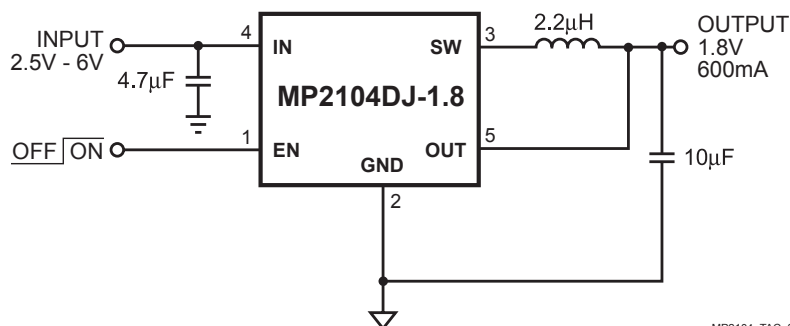 INPUT
2.5V - 6V
4
IN
SW
3
2.2µH
OUTPUT
1.8V
600mA
4.7µF
MP2104DJ-1.8
OFF ON
1
EN
OUT
5
GND
2
10µF